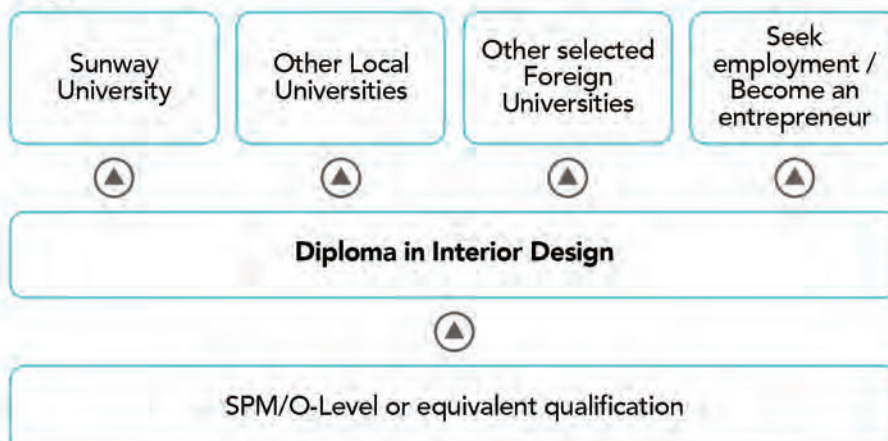 Sunway
University
Other Local
Universities
Other selected
Foreign
Universities
Seek
employment /
Become an
entrepreneur
Diploma in Interior Design
SPM/O-Level or equivalent qualification